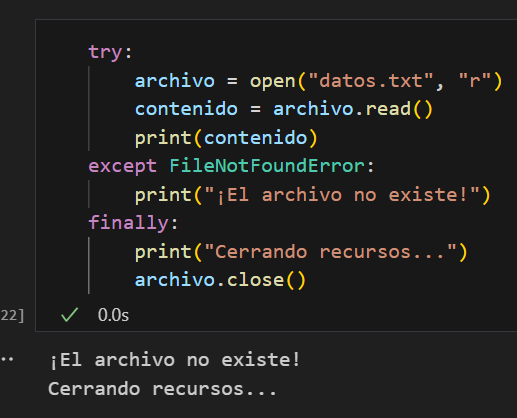 try:
    archivo = open("datos.txt", "r")
    contenido = archivo.read()
    print(contenido)
except FileNotFoundError:
    print("¡El archivo no existe!")
finally:
    print("Cerrando recursos...")
    archivo.close()
22] ✓ 0.0s
··
¡El archivo no existe!
Cerrando recursos...